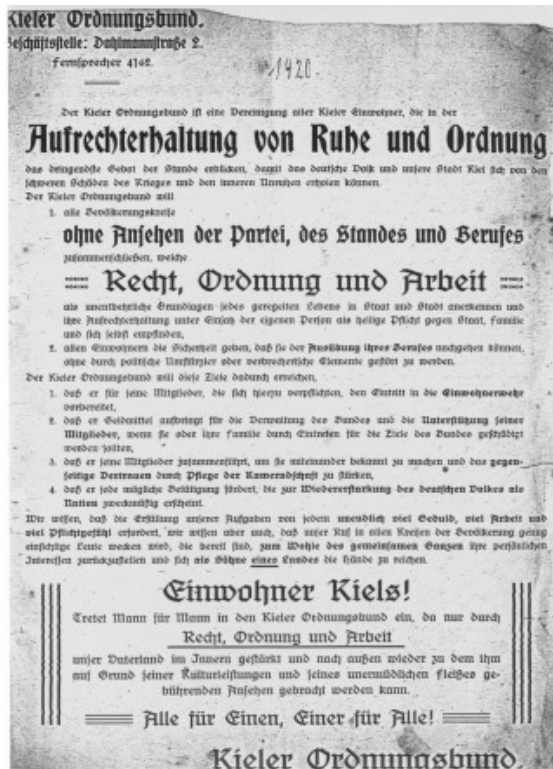 Kieler Ordnungsbund.
Geschäftsstelle: Dahlmannstraße 2.
Fernsprecher 4162.
1920.
Der Kieler Ordnungsbund ist eine Vereinigung aller Kieler Einwohner, die in der
Aufrechterhaltung von Ruhe und Ordnung
das dringendste Gebot der Stunde erblicken, damit das deutsche Volk und unsere Stadt Kiel sich von den
schweren Schäden des Krieges und den inneren Unruhen erholen können.
Der Kieler Ordnungsbund will
1. alle Bevölkerungskreise
ohne Ansehen der Partei, des Standes und Berufes
zusammenschließen, welche
Recht, Ordnung und Arbeit
als unentbehrliche Grundlagen jedes geregelten Lebens in Staat und Stadt anerkennen und
ihre Aufrechterhaltung unter Einsatz der eigenen Person als heilige Pflicht gegen Staat, Familie
und sich selbst empfinden,
2. allen Einwohnern die Sicherheit geben, daß sie der Ausübung ihres Berufes nachgehen können,
ohne durch politische Umstürzler oder verbrecherische Elemente gestört zu werden.
Der Kieler Ordnungsbund will diese Ziele dadurch erreichen,
1. daß er für seine Mitglieder, die sich hierzu verpflichten, den Eintritt in die Einwohnerwehr
vorbereitet,
2. daß er Geldmittel aufbringt für die Verwaltung des Bundes und die Unterstützung seiner
Mitglieder, wenn sie oder ihre Familie durch Eintreten für die Ziele des Bundes geschädigt
werden sollten,
3. daß er seine Mitglieder zusammenführt, um sie miteinander bekannt zu machen und das gegen-
seitige Vertrauen durch Pflege der Kameradschaft zu stärken,
4. daß er jede mögliche Betätigung fördert, die zur Wiedererstarkung des deutschen Volkes als
Nation zweckmäßig erscheint.
Wir wissen, daß die Erfüllung unserer Aufgaben von jedem unendlich viel Geduld, viel Arbeit und
viel Pflichtgefühl erfordert, wir wissen aber auch, daß unser Ruf in allen Kreisen der Bevölkerung genug
einsichtige Leute wecken wird, die bereit sind, zum Wohle des gemeinsamen Ganzen ihre persönlichen
Interessen zurückzustellen und sich als Söhne eines Landes die Hände zu reichen.
Einwohner Kiels!
Tretet Mann für Mann in den Kieler Ordnungsbund ein, da nur durch
Recht, Ordnung und Arbeit
unser Vaterland im Innern gestärkt und nach außen wieder zu dem ihm
auf Grund seiner Kulturleistungen und seines unermüdlichen Fleißes ge-
bührenden Ansehen gebracht werden kann.
Alle für Einen, Einer für Alle!
Kieler Ordnungsbund.